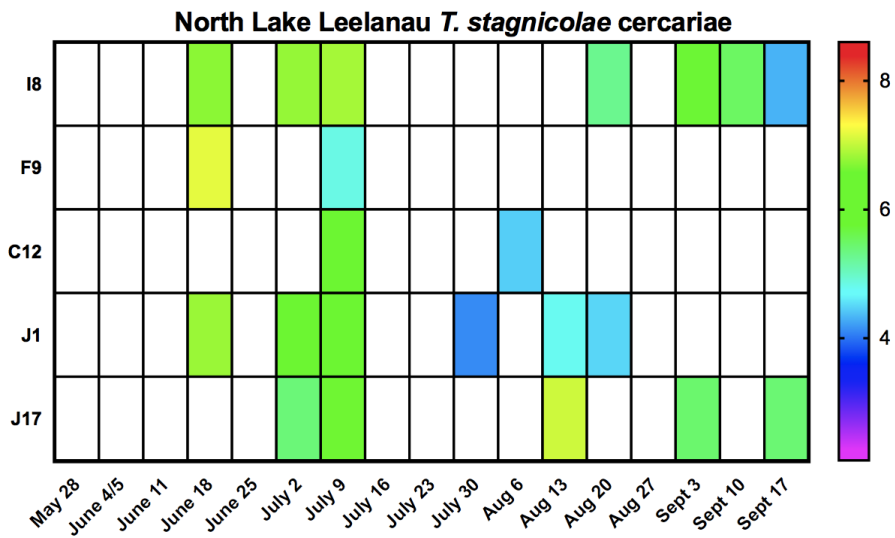 North Lake Leelanau T. stagnicolae cercariae
I8
F9
C12
J1
J17
8
6
4
May 28
June 4/5
June 11
June 18
June 25
July 2
July 9
July 16
July 23
July 30
Aug 6
Aug 13
Aug 20
Aug 27
Sept 3
Sept 10
Sept 17